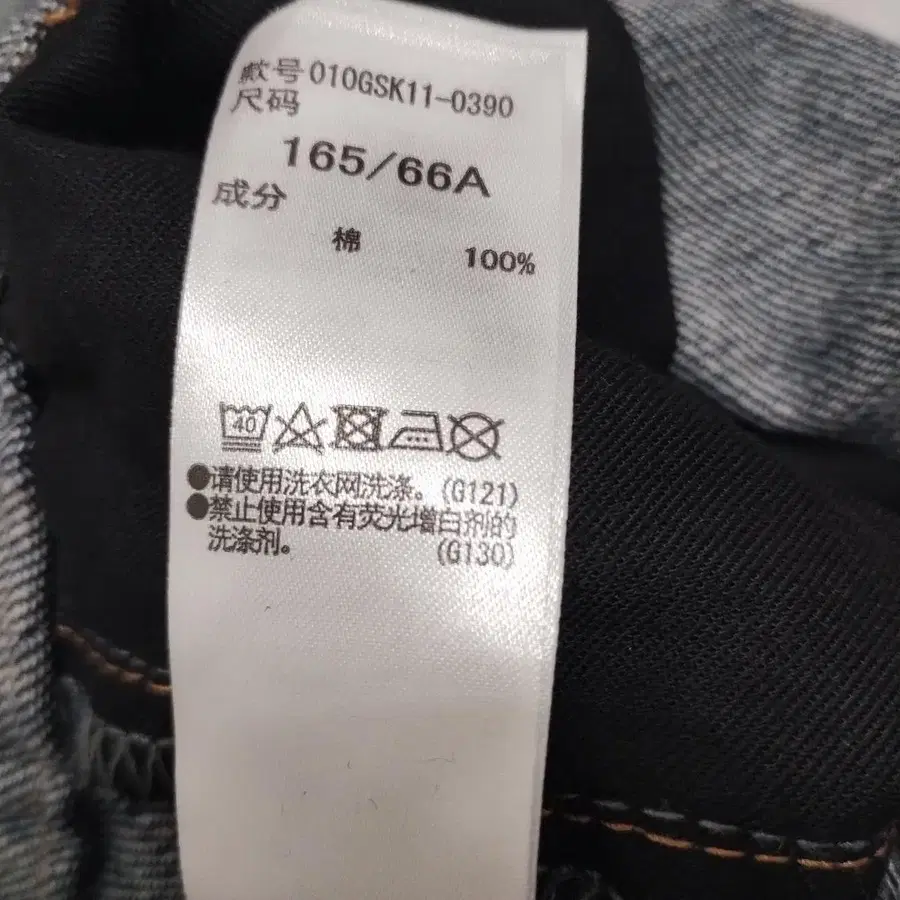 款号 010GSK11-0390
尺码
165/66A
成分
棉 100%
40
●请使用洗衣网洗涤。(G121)
●禁止使用含有荧光增白剂的
洗涤剂。 (G130)